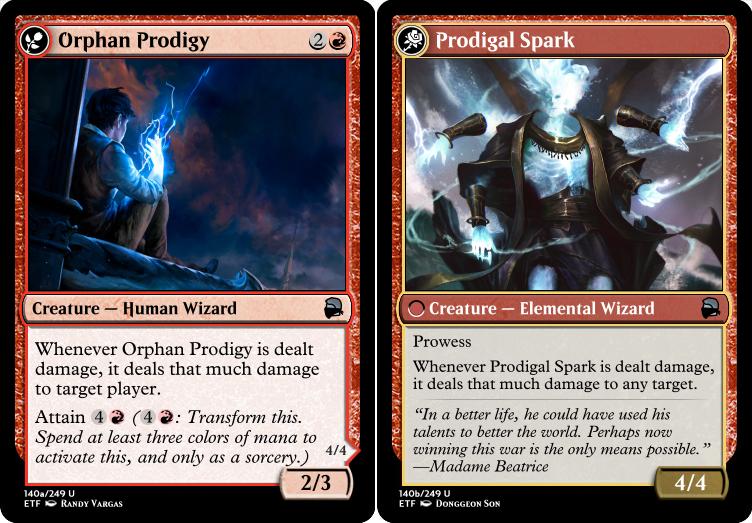 Orphan Prodigy 2
Creature — Human Wizard
Whenever Orphan Prodigy is dealt
damage, it deals that much damage
to target player.
Attain 4 (4: Transform this.
Spend at least three colors of mana to
activate this, and only as a sorcery.)
4/4
2/3
140a/249 U
ETF Randy Vargas
Prodigal Spark
Creature — Elemental Wizard
Prowess
Whenever Prodigal Spark is dealt damage,
it deals that much damage to any target.
“In a better life, he could have used his
talents to better the world. Perhaps now
winning this war is the only means possible.”
—Madame Beatrice
4/4
140b/249 U
ETF Donggeon Son